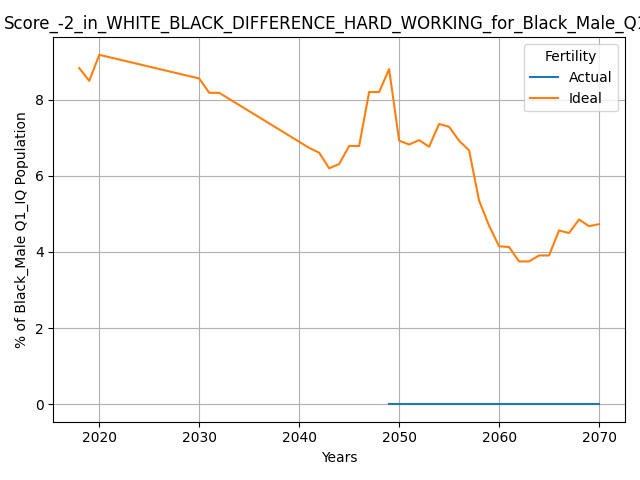 Score_-2_in_WHITE_BLACK_DIFFERENCE_HARD_WORKING_for_Black_Male_Q1
Fertility
Actual
Ideal
% of Black_Male Q1_IQ Population
8
6
4
2
0
2020 2030 2040 2050 2060 2070
Years